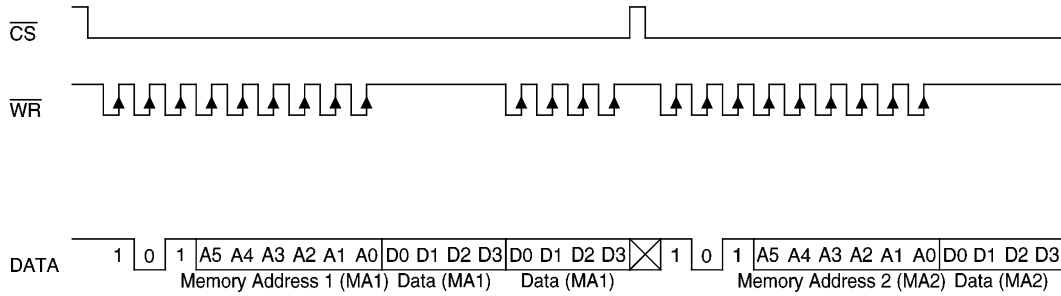 CS
WR
DATA 1 0 1 A5 A4 A3 A2 A1 A0 D0 D1 D2 D3 D0 D1 D2 D3 1 0 1 A5 A4 A3 A2 A1 A0 D0 D1 D2 D3
Memory Address 1 (MA1) Data (MA1) Data (MA1) Memory Address 2 (MA2) Data (MA2)